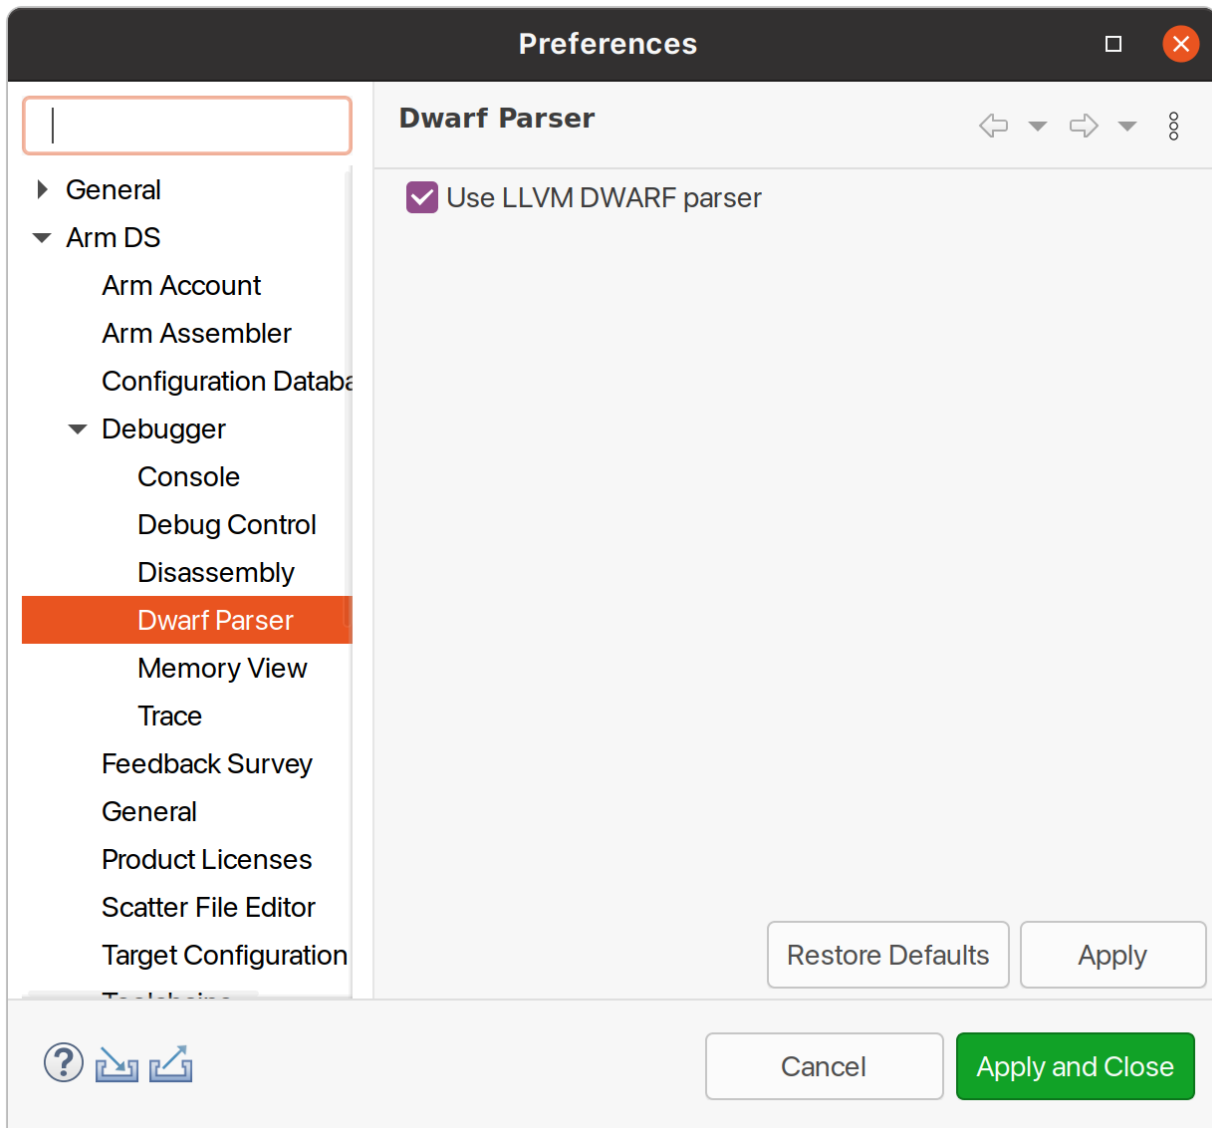 Preferences
Dwarf Parser
Use LLVM DWARF parser
General
Arm DS
Arm Account
Arm Assembler
Configuration Databa
Debugger
Console
Debug Control
Disassembly
Dwarf Parser
Memory View
Trace
Feedback Survey
General
Product Licenses
Scatter File Editor
Target Configuration
Restore Defaults
Apply
?
Cancel
Apply and Close